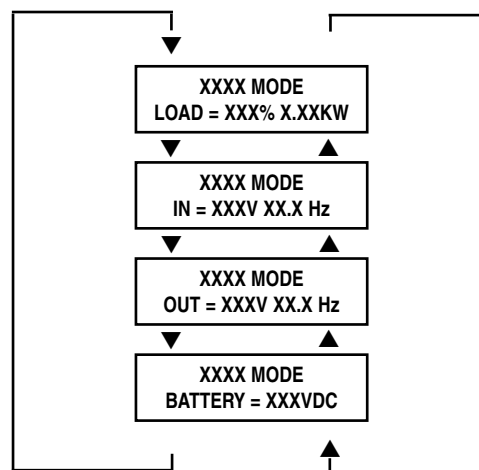 XXXX MODE
LOAD = XXX% X.XXKW
XXXX MODE
IN = XXXV XX.X Hz
XXXX MODE
OUT = XXXV XX.X Hz
XXXX MODE
BATTERY = XXXVDC